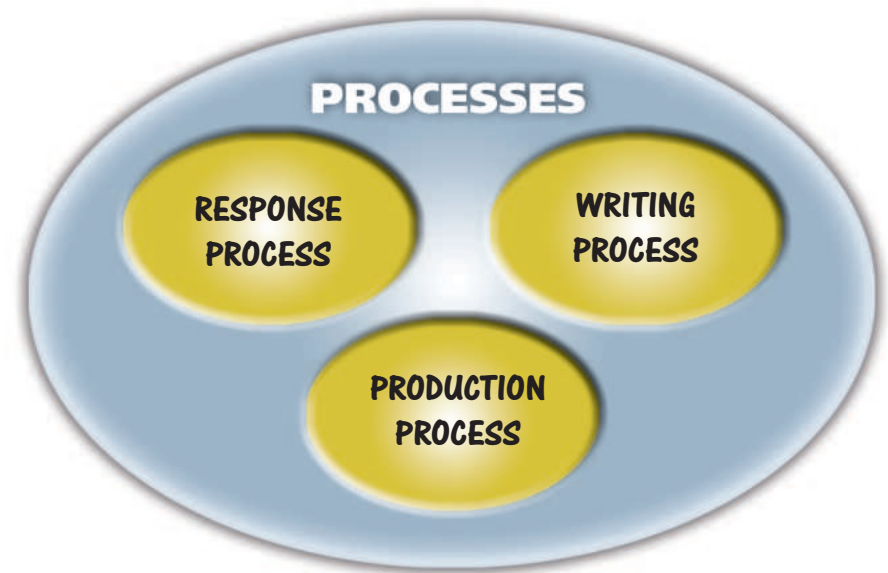 PROCESSES
RESPONSE
PROCESS
WRITING
PROCESS
PRODUCTION
PROCESS